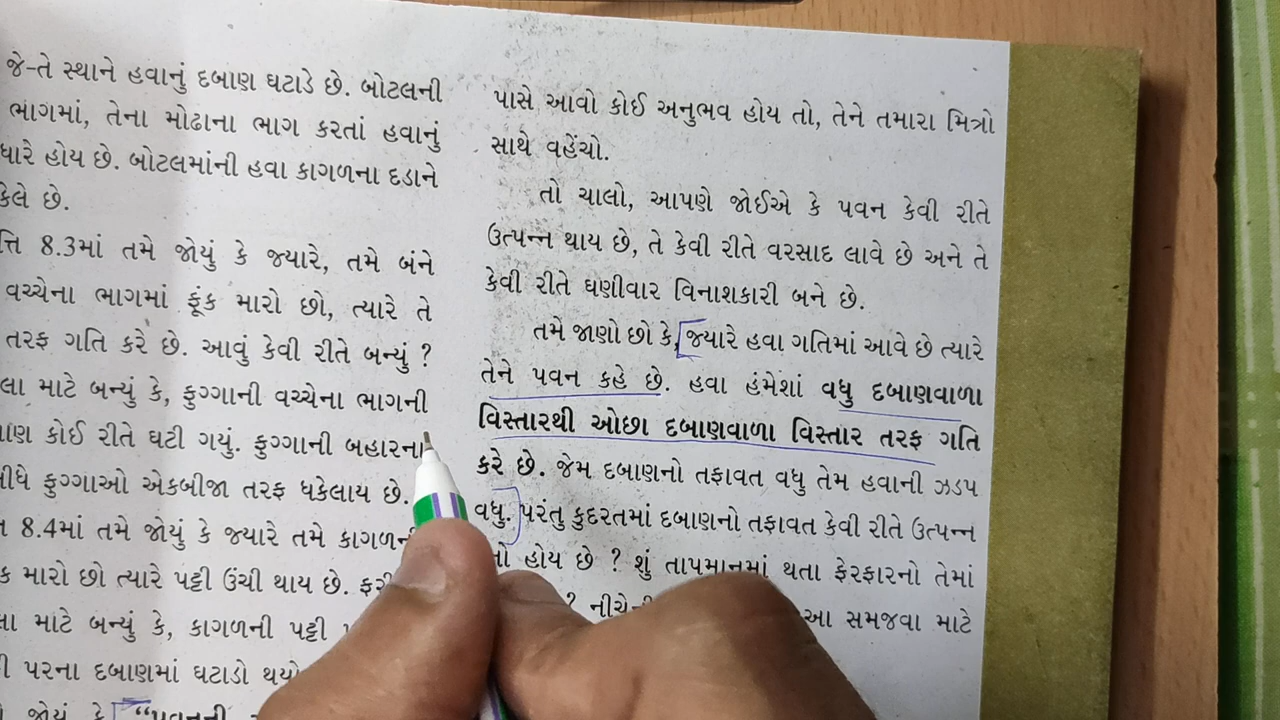 જે-તે સ્થાને હવાનું દબાણ ઘટાડે છે. બોટલની
ભાગમાં, તેના મોઢાના ભાગ કરતાં હવાનું
હોય છે. બોટલમાંની હવા કાગળના દડાને
છે.
8.3માં તમે જોયું કે જ્યારે, તમે બંને
વચ્ચેના ભાગમાં ફૂંક મારો છો, ત્યારે તે
તરફ ગતિ કરે છે. આવું કેવી રીતે બન્યું ?
માટે બન્યું કે, ફુગ્ગાની વચ્ચેના ભાગની
કોઈ રીતે ઘટી ગયું. ફુગ્ગાની બહારના
ફુગ્ગાઓ એકબીજા તરફ ધકેલાય છે.
8.4માં તમે જોયું કે જ્યારે તમે
મારો છો ત્યારે પટ્ટી ઉંચી થાય છે.
માટે બન્યું કે, કાગળની પટ્ટી
પરના દબાણમાં ઘટાડો
જોયું કે "પવનની
પાસે આવો કોઈ અનુભવ હોય તો, તેને તમારા મિત્રો
સાથે વહેંચો.
તો ચાલો, આપણે જોઈએ કે પવન કેવી રીતે
ઉત્પન્ન થાય છે, તે કેવી રીતે વરસાદ લાવે છે અને તે
કેવી રીતે ઘણીવાર વિનાશકારી બને છે.
તમે જાણો છો કે, જ્યારે હવા ગતિમાં આવે છે ત્યારે
તેને પવન કહે છે. હવા હંમેશાં વધુ દબાણવાળા
વિસ્તારથી ઓછા દબાણવાળા વિસ્તાર તરફ ગતિ
કરે છે. જેમ દબાણનો તફાવત વધુ તેમ હવાની ઝડપ
વધુ. પરંતુ કુદરતમાં દબાણનો તફાવત કેવી રીતે ઉત્પન્ન
હોય છે ? શું તાપમાનમાં થતા ફેરફારનો તેમાં
આ સમજવા માટે